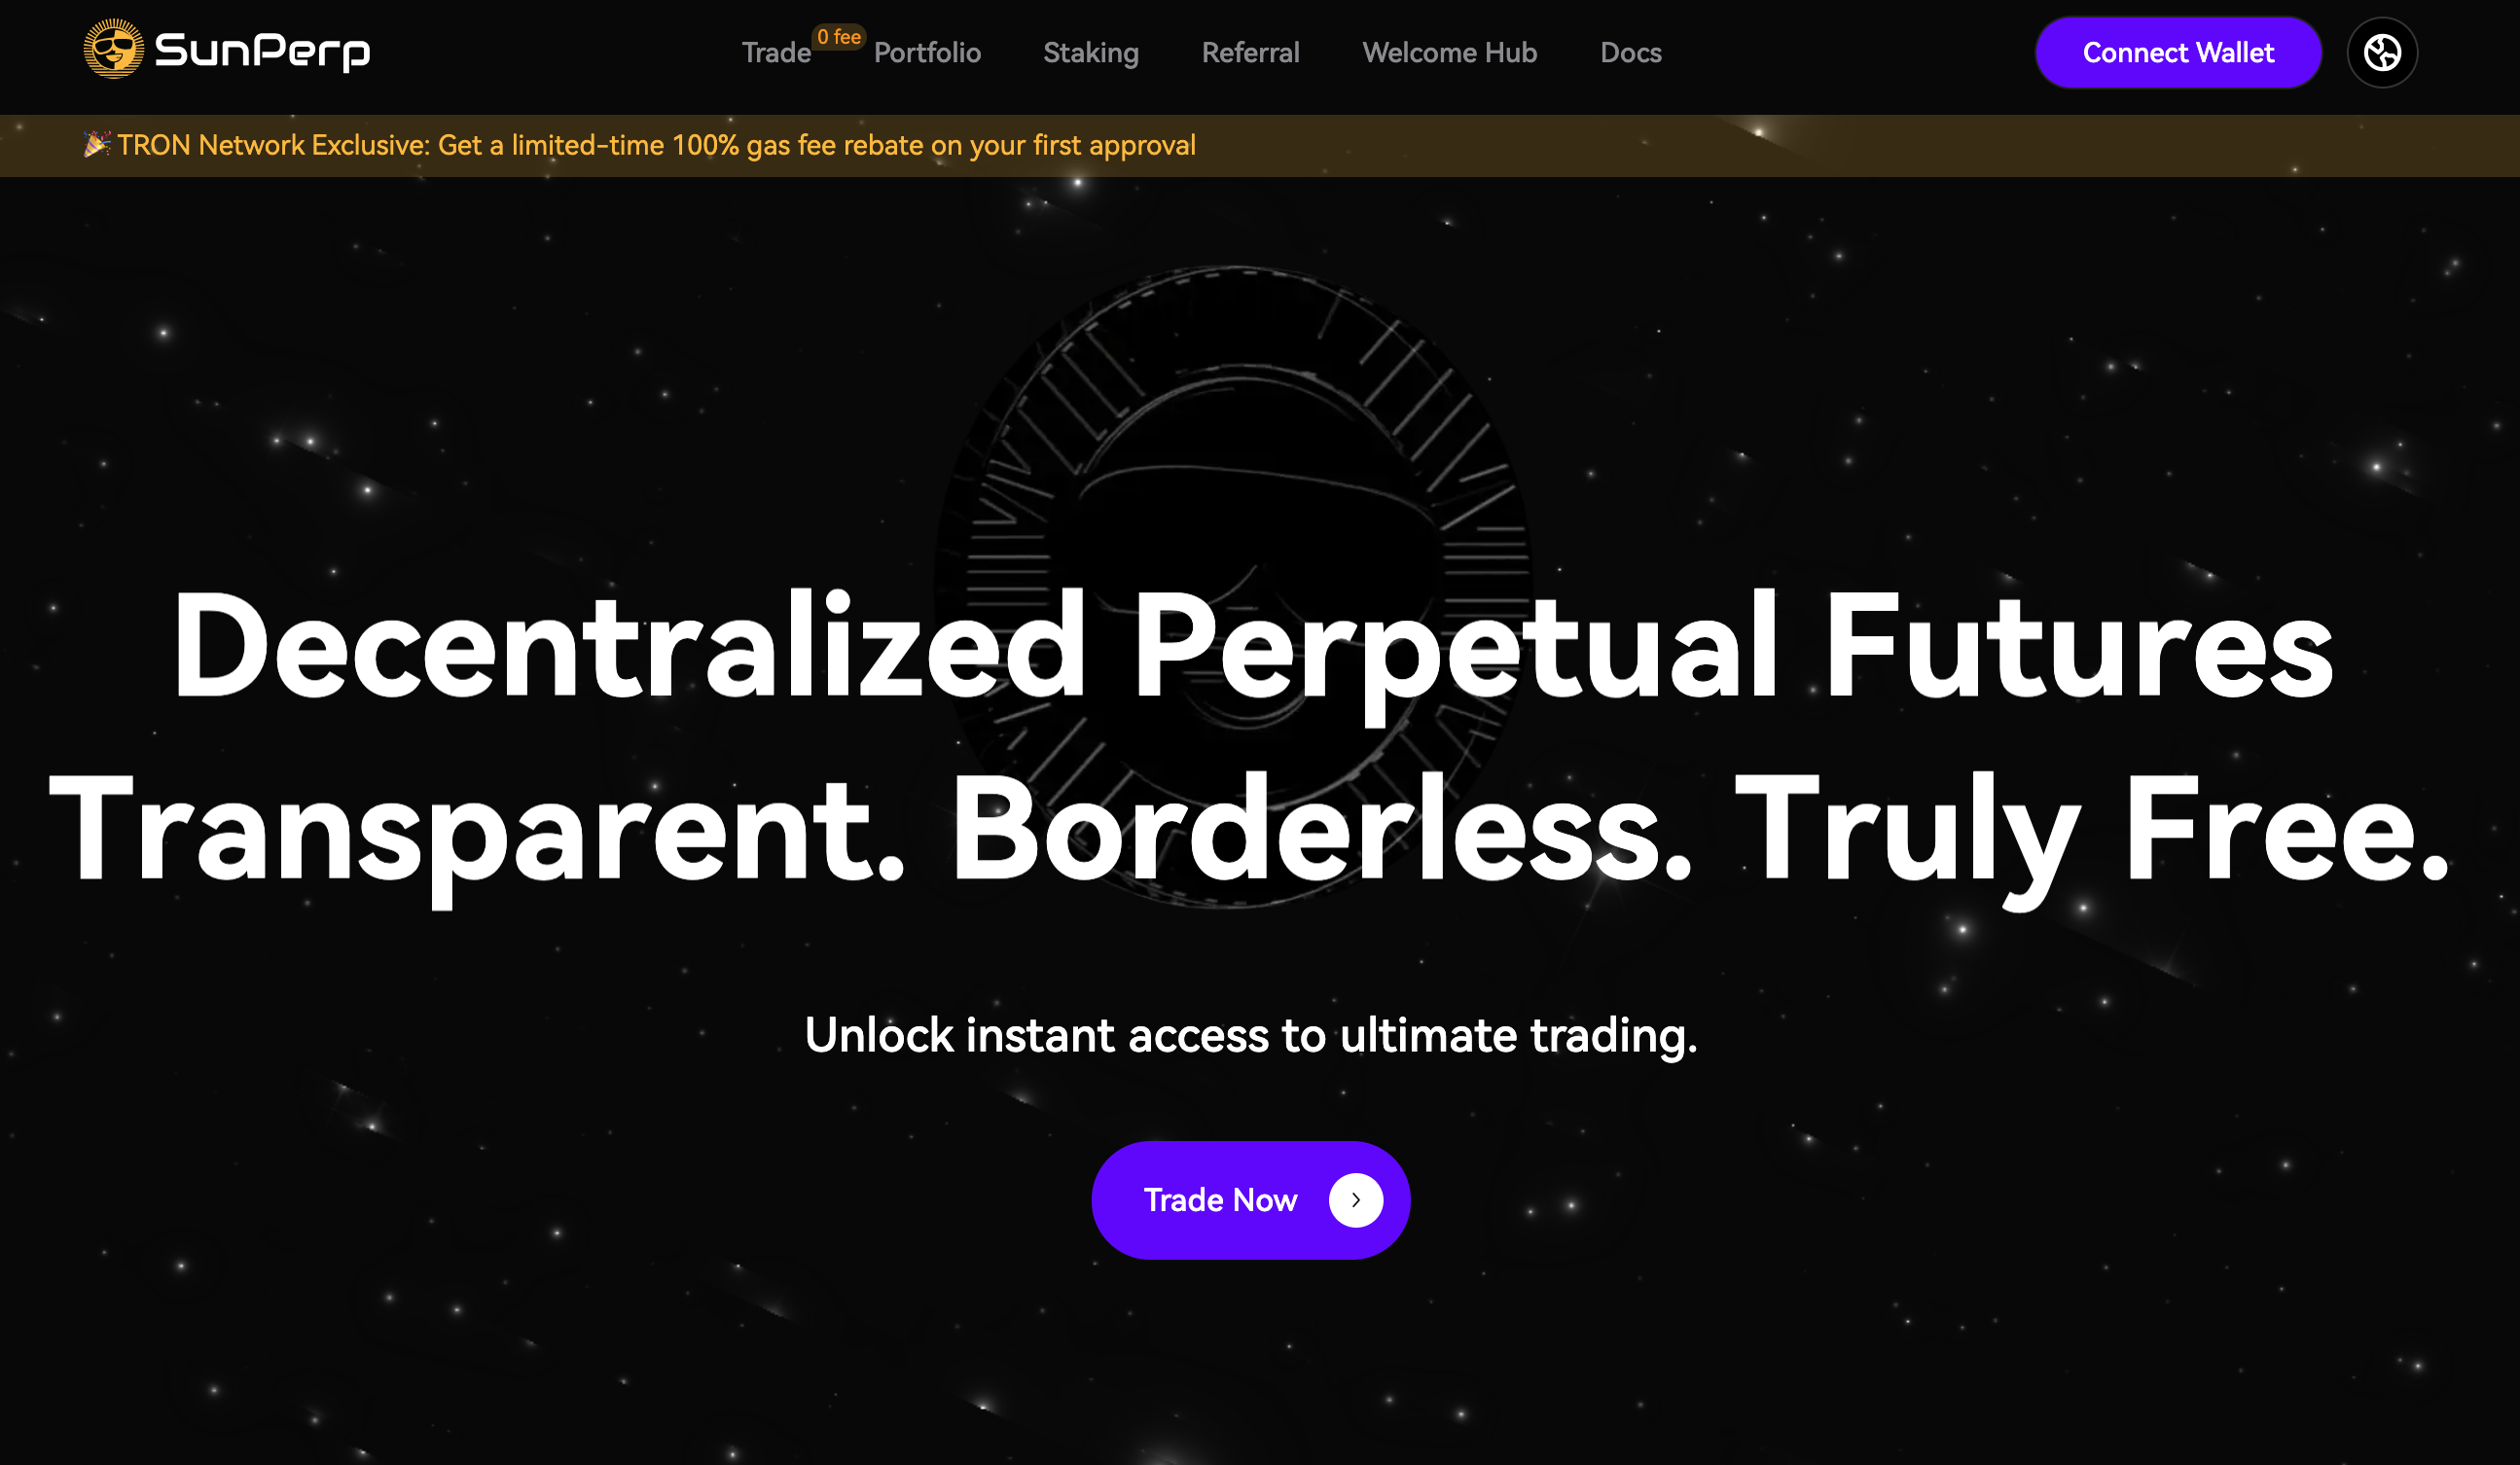 SunPerp
Trade 0 fee Portfolio Staking Referral Welcome Hub Docs
Connect Wallet
🎉 TRON Network Exclusive: Get a limited-time 100% gas fee rebate on your first approval
Decentralized Perpetual Futures
Transparent. Borderless. Truly Free.
Unlock instant access to ultimate trading.
Trade Now